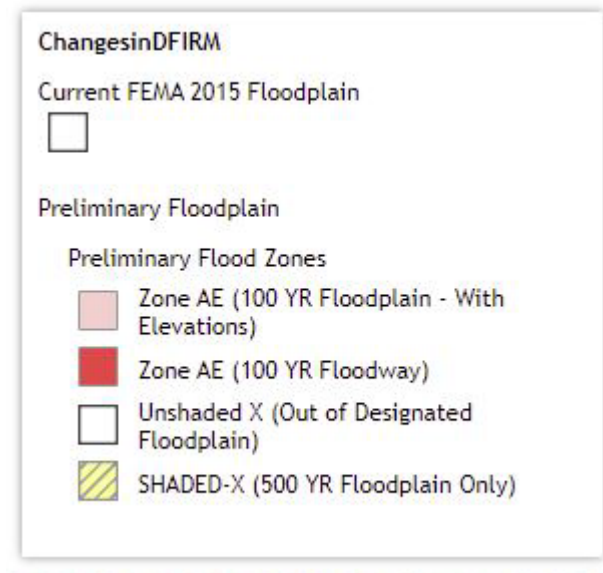 ChangesinDFIRM
Current FEMA 2015 Floodplain
Preliminary Floodplain
Preliminary Flood Zones
Zone AE (100 YR Floodplain - With
Elevations)
Zone AE (100 YR Floodway)
Unshaded X (Out of Designated
Floodplain)
SHADED-X (500 YR Floodplain Only)